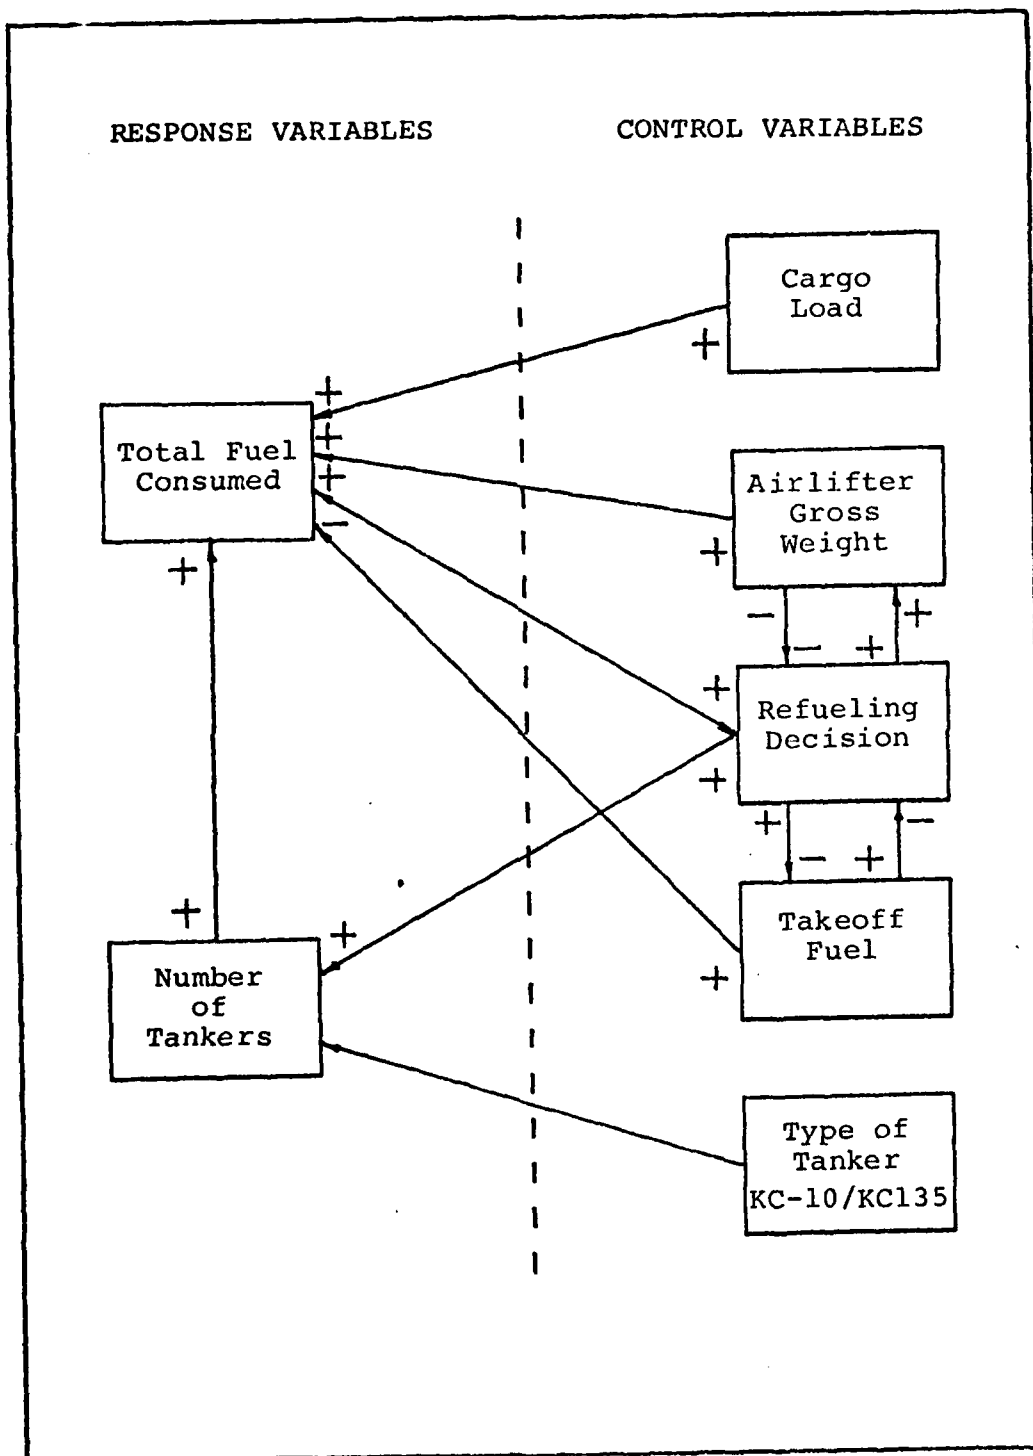 RESPONSE VARIABLES
CONTROL VARIABLES
Cargo
Load
+
+
Total Fuel
Consumed
+
+
-
+
Airlifter
Gross
Weight
+
-
+
-
+
+
Refueling
Decision
+
+
-
-
+
+
+
Takeoff
Fuel
+
Number
of
Tankers
Type of
Tanker
KC-10/KC135